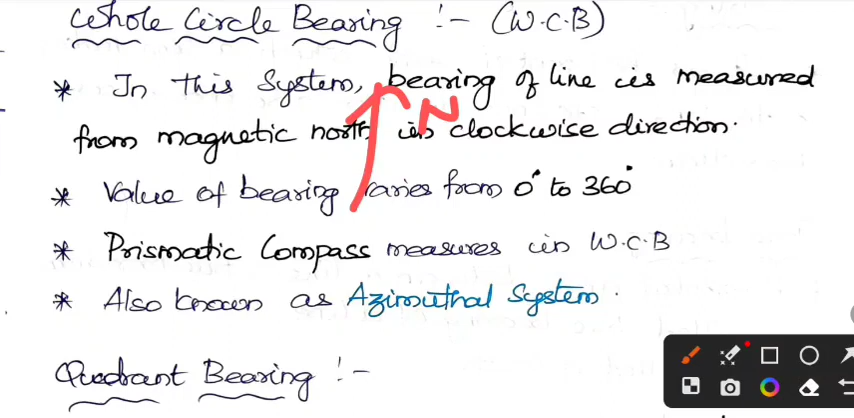 Whole Circle Bearing :- (W.C.B)
* In this System, bearing of line is measured
from magnetic north in clockwise direction.
N
* Value of bearing varies from 0° to 360°
* Prismatic Compass measures in W.C.B
* Also known as Azimuthal System.
Quadrant Bearing :-